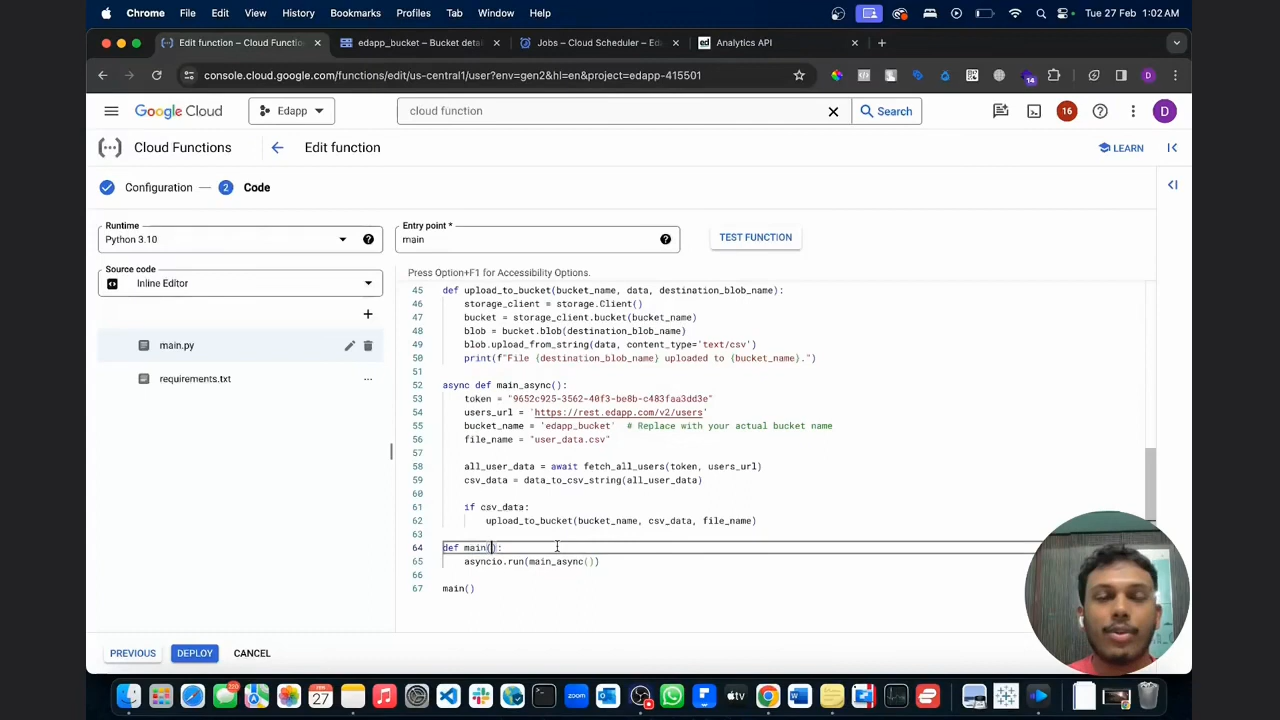 Chrome File Edit View History Bookmarks Profiles Tab Window Help Tue 27 Feb 1:02 AM
Edit function – Cloud Functio edapp_bucket – Bucket deta Jobs – Cloud Scheduler – Ed Analytics API
console.cloud.google.com/functions/edit/us-central1/user?env=gen2&hl=en&project=edapp-415501
14 D
Google Cloud Edapp cloud function Search 16 D
Cloud Functions Edit function LEARN
Configuration — 2 Code
Runtime
Python 3.10
Entry point *
main
TEST FUNCTION
Source code
Inline Editor
Press Option+F1 for Accessibility Options.
main.py
requirements.txt
45 def upload_to_bucket(bucket_name, data, destination_blob_name):
46 storage_client = storage.Client()
47 bucket = storage_client.bucket(bucket_name)
48 blob = bucket.blob(destination_blob_name)
49 blob.upload_from_string(data, content_type='text/csv')
50 print(f"File {destination_blob_name} uploaded to {bucket_name}.")
51
52 async def main_async():
53 token = "9652c925-3562-40f3-be8b-c483faa3dd3e"
54 users_url = 'https://rest.edapp.com/v2/users'
55 bucket_name = 'edapp_bucket' # Replace with your actual bucket name
56 file_name = "user_data.csv"
57
58 all_user_data = await fetch_all_users(token, users_url)
59 csv_data = data_to_csv_string(all_user_data)
60
61 if csv_data:
62 upload_to_bucket(bucket_name, csv_data, file_name)
63
64 def main():
65 asyncio.run(main_async())
66
67 main()
PREVIOUS DEPLOY CANCEL
zoom
tv